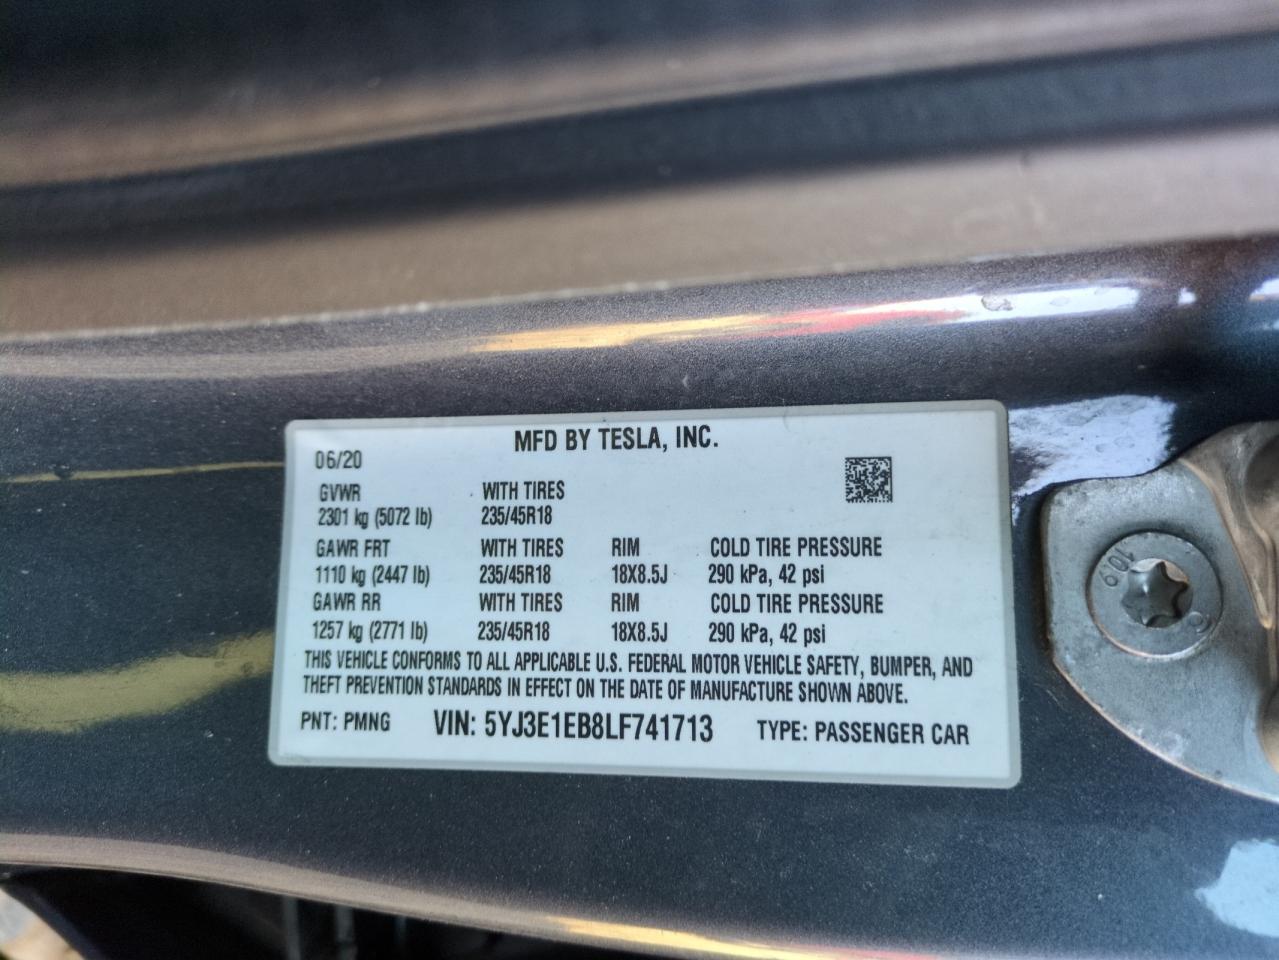 MFD BY TESLA, INC.
06/20
GVWR WITH TIRES
2301 kg (5072 lb) 235/45R18
GAWR FRT WITH TIRES RIM COLD TIRE PRESSURE
1110 kg (2447 lb) 235/45R18 18X8.5J 290 kPa, 42 psi
GAWR RR WITH TIRES RIM COLD TIRE PRESSURE
1257 kg (2771 lb) 235/45R18 18X8.5J 290 kPa, 42 psi
THIS VEHICLE CONFORMS TO ALL APPLICABLE U.S. FEDERAL MOTOR VEHICLE SAFETY, BUMPER, AND
THEFT PREVENTION STANDARDS IN EFFECT ON THE DATE OF MANUFACTURE SHOWN ABOVE.
PNT: PMNG VIN: 5YJ3E1EB8LF741713 TYPE: PASSENGER CAR
10.9